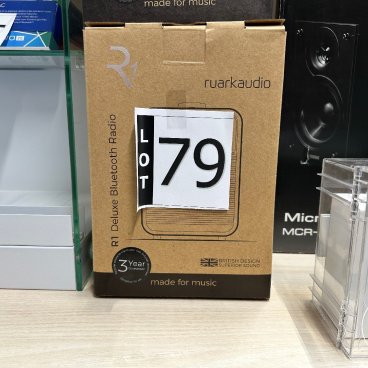 made for music
R
ruarkaudio
LOT
79
R1 Deluxe Bluetooth Radio
3 Year
BRITISH DESIGN
SUPERIOR SOUND
made for music
Micr
MCR-